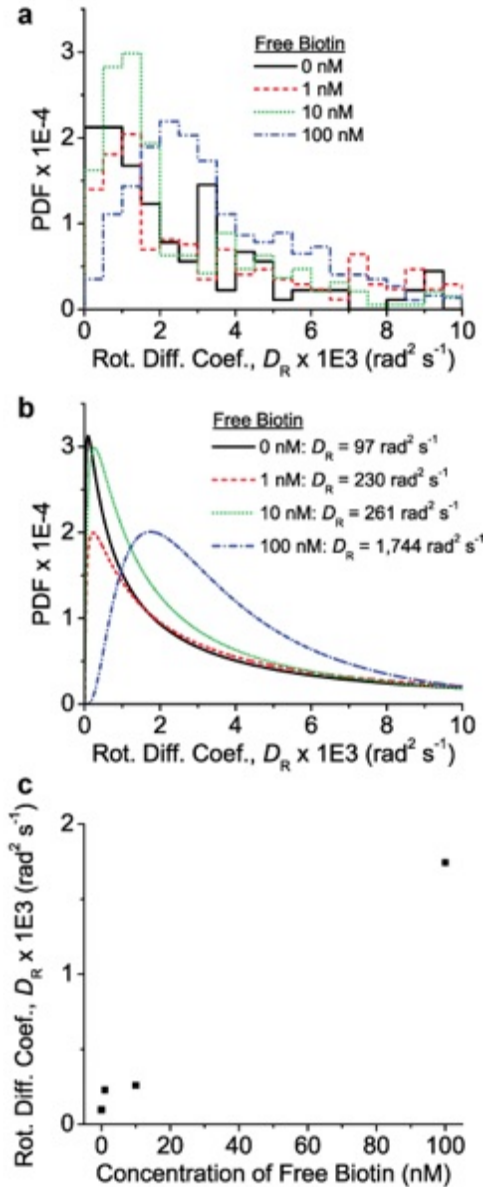 a
Free Biotin
0 nM
1 nM
10 nM
100 nM
PDF x 1E-4
4
3
2
1
0
0 2 4 6 8 10
Rot. Diff. Coef., D_R x 1E3 (rad² s⁻¹)
b
Free Biotin
0 nM: D_R = 97 rad² s⁻¹
1 nM: D_R = 230 rad² s⁻¹
10 nM: D_R = 261 rad² s⁻¹
100 nM: D_R = 1,744 rad² s⁻¹
PDF x 1E-4
3
2
1
0
0 2 4 6 8 10
Rot. Diff. Coef., D_R x 1E3 (rad² s⁻¹)
c
Rot. Diff. Coef., D_R x 1E3 (rad² s⁻¹)
2
1
0
0 20 40 60 80 100
Concentration of Free Biotin (nM)